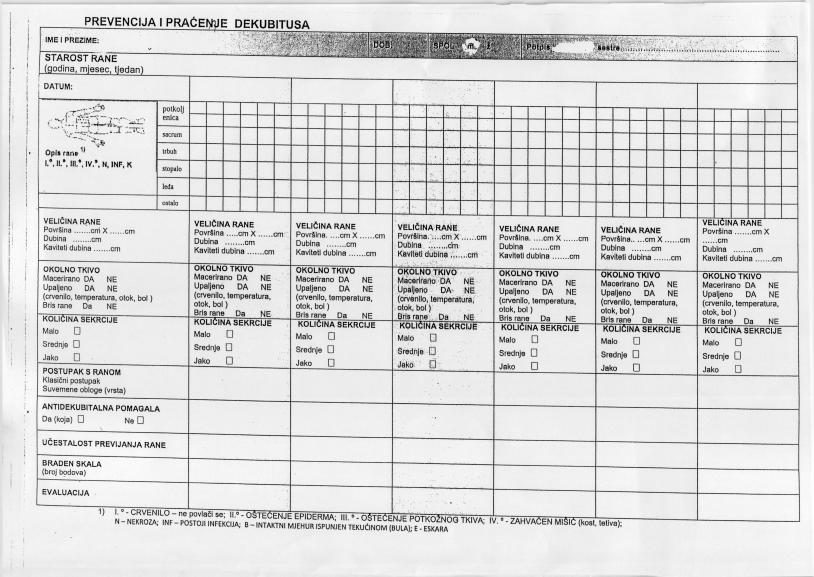 PREVENCIJA I PRAĆENJE DEKUBITUSA
IME I PREZIME: DOB: SPOL m. ž Potpis sestre
STAROST RANE
(godina, mjesec, tjedan)
DATUM:
Opis rane 1)
I.º, II.º, III.º, IV.º, N, INF, K
potkolj
enica
sacrum
trbuh
stopalo
leđa
ostalo
VELIČINA RANE
Površina .......cm X ......cm
Dubina .......cm
Kaviteti dubina .......cm
VELIČINA RANE
Površina .....cm X ....cm
Dubina ........cm
Kaviteti dubina ......cm
VELIČINA RANE
Površina. ....cm X .....cm
Dubina ........cm
Kaviteti dubina ......cm
VELIČINA RANE
Površina. ....cm X .....cm
Dubina ........cm
Kaviteti dubina ......cm
VELIČINA RANE
Površina. ....cm X .....cm
Dubina ........cm
Kaviteti dubina ......cm
VELIČINA RANE
Površina. ....cm X .....cm
Dubina ........cm
Kaviteti dubina ......cm
VELIČINA RANE
Površina. ....cm X
......cm
Dubina ........cm
Kaviteti dubina ......cm
OKOLNO TKIVO
Macerirano DA NE
Upaljeno DA NE
(crvenilo, temperatura, otok, bol )
Bris rane Da NE
OKOLNO TKIVO
Macerirano DA NE
Upaljeno DA NE
(crvenilo, temperatura,
otok, bol )
Bris rane Da NE
OKOLNO TKIVO
Macerirano DA NE
Upaljeno DA NE
(crvenilo, temperatura,
otok, bol )
Bris rane Da NE
OKOLNO TKIVO
Macerirano DA NE
Upaljeno DA NE
(crvenilo, temperatura,
otok, bol )
Bris rane Da NE
OKOLNO TKIVO
Macerirano DA NE
Upaljeno DA NE
(crvenilo, temperatura,
otok, bol )
Bris rane Da NE
OKOLNO TKIVO
Macerirano DA NE
Upaljeno DA NE
(crvenilo, temperatura,
otok, bol )
Bris rane Da NE
OKOLNO TKIVO
Macerirano DA NE
Upaljeno DA NE
(crvenilo, temperatura,
otok, bol )
Bris rane Da NE
KOLIČINA SEKRCIJE
Malo
Srednje
Jako
KOLIČINA SEKRCIJE
Malo
Srednje
Jako
KOLIČINA SEKRCIJE
Malo
Srednje
Jako
KOLIČINA SEKRCIJE
Malo
Srednje
Jako
KOLIČINA SEKRCIJE
Malo
Srednje
Jako
KOLIČINA SEKRCIJE
Malo
Srednje
Jako
KOLIČINA SEKRCIJE
Malo
Srednje
Jako
POSTUPAK S RANOM
Klasični postupak
Suvemene obloge (vrsta)
ANTIDEKUBITALNA POMAGALA
Da (koja) Ne
UČESTALOST PREVIJANJA RANE
BRADEN SKALA
(broj bodova)
EVALUACIJA
1) I. º - CRVENILO – ne povlači se; II.º - OŠTEĆENJE EPIDERMA; III. º - OŠTEĆENJE POTKOŽNOG TKIVA; IV. º - ZAHVAĆEN MIŠIĆ (kost, tetiva);
N – NEKROZA; INF – POSTOJI INFEKCIJA; B – INTAKTNI MJEHUR ISPUNJEN TEKUĆINOM (BULA); E - ESKARA